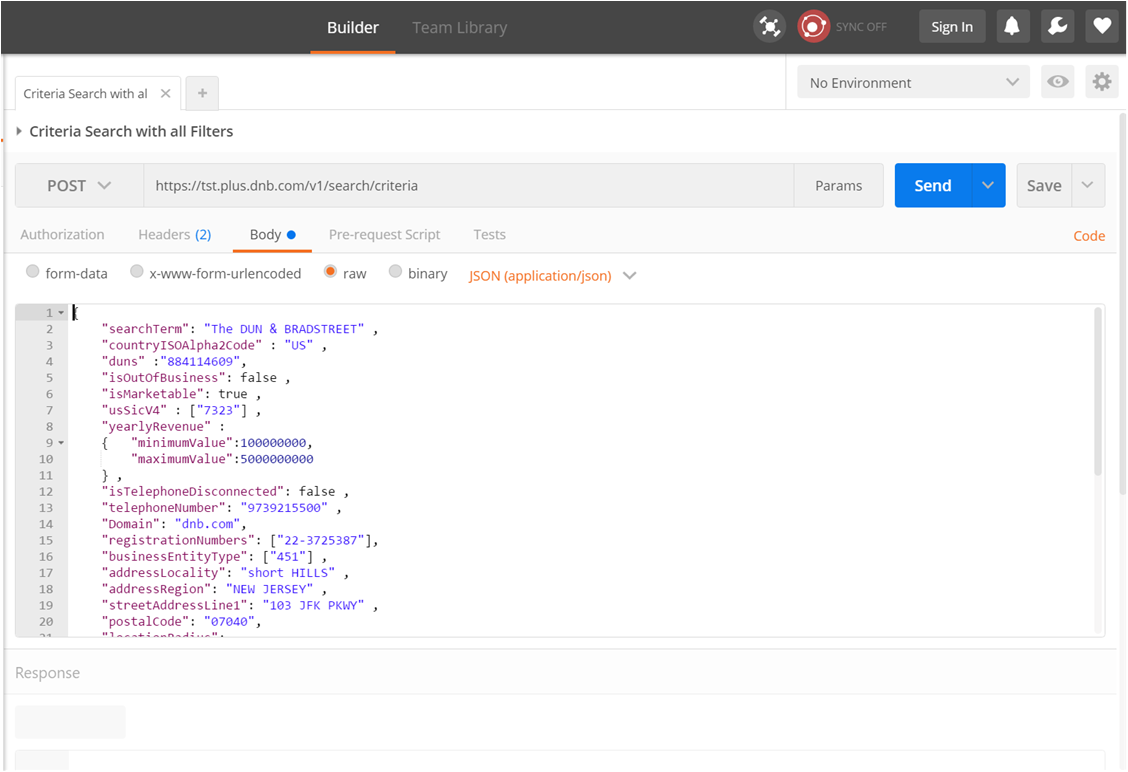 Builder Team Library SYNC OFF Sign In
Criteria Search with al × + No Environment
Criteria Search with all Filters
POST https://tst.plus.dnb.com/v1/search/criteria Params Send Save
Authorization Headers (2) Body Pre-request Script Tests Code
form-data x-www-form-urlencoded raw binary JSON (application/json)
1 {
2 "searchTerm": "The DUN & BRADSTREET" ,
3 "countryISOAlpha2Code" : "US" ,
4 "duns" :"884114609",
5 "isOutOfBusiness": false ,
6 "isMarketable": true ,
7 "usSicV4" : ["7323"] ,
8 "yearlyRevenue" :
9 { "minimumValue":100000000,
10 "maximumValue":5000000000
11 } ,
12 "isTelephoneDisconnected": false ,
13 "telephoneNumber": "9739215500" ,
14 "Domain": "dnb.com",
15 "registrationNumbers": ["22-3725387"],
16 "businessEntityType": ["451"] ,
17 "addressLocality": "short HILLS" ,
18 "addressRegion": "NEW JERSEY" ,
19 "streetAddressLine1": "103 JFK PKWY" ,
20 "postalCode": "07040",
21 "locationRadius":
Response